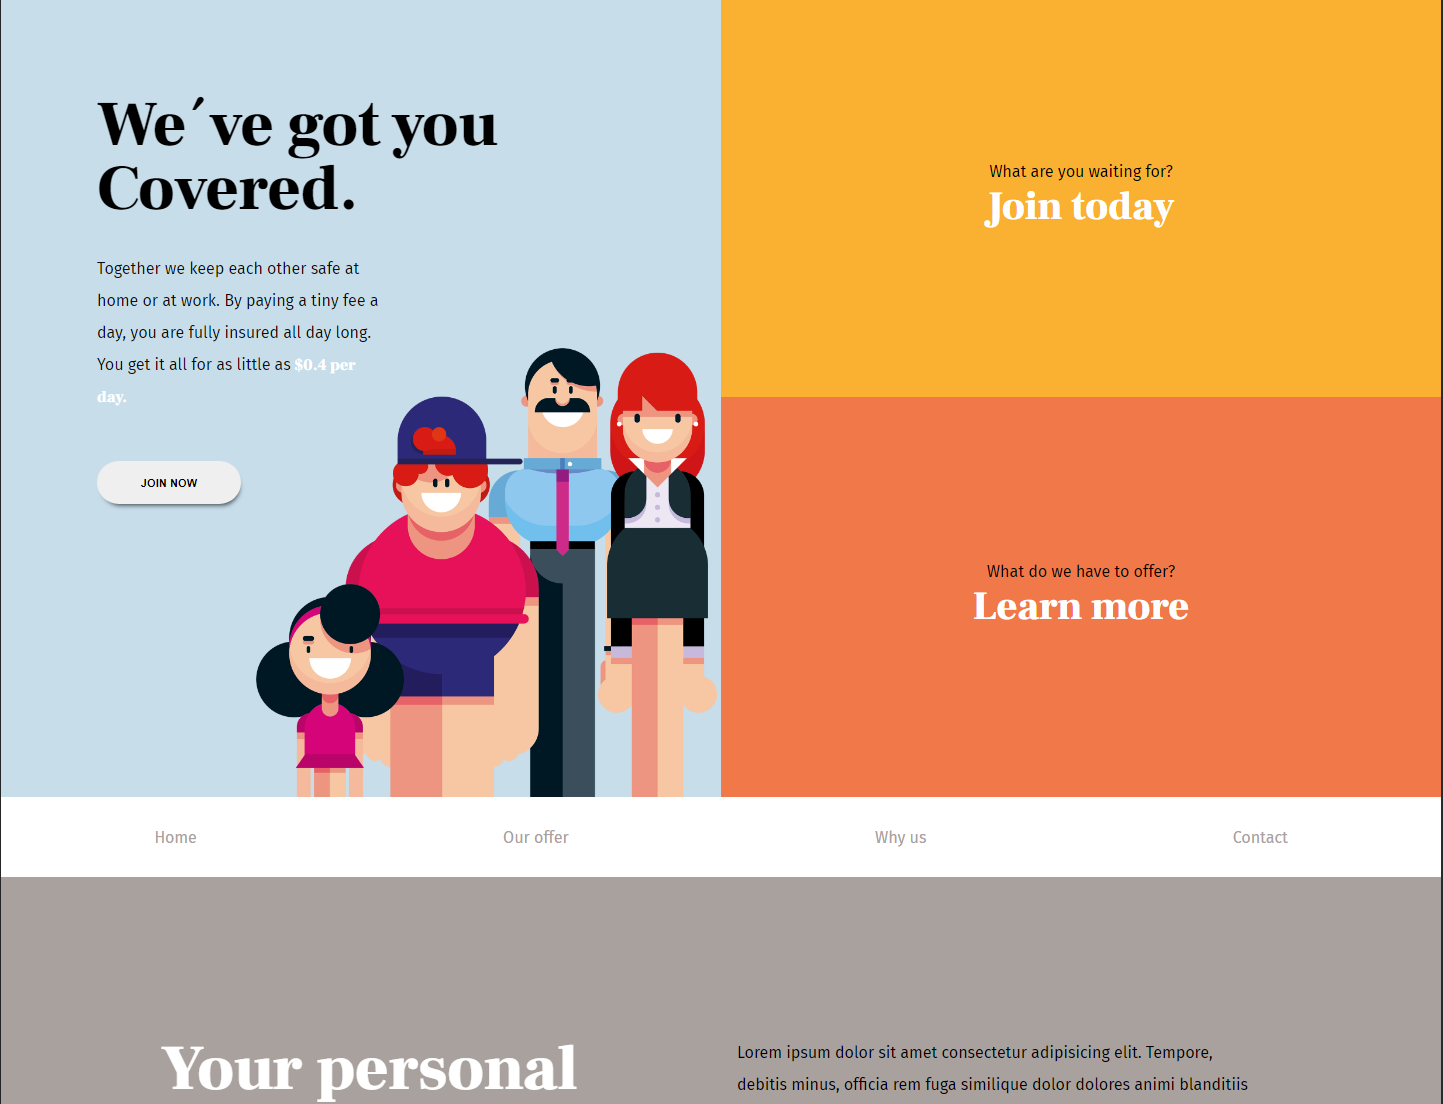 We´ve got you
Covered.
Together we keep each other safe at
home or at work. By paying a tiny fee a
day, you are fully insured all day long.
You get it all for as little as $0.4 per
day.
JOIN NOW
What are you waiting for?
Join today
What do we have to offer?
Learn more
Home
Our offer
Why us
Contact
Your personal
Lorem ipsum dolor sit amet consectetur adipisicing elit. Tempore,
debitis minus, officia rem fuga similique dolor dolores animi blanditiis